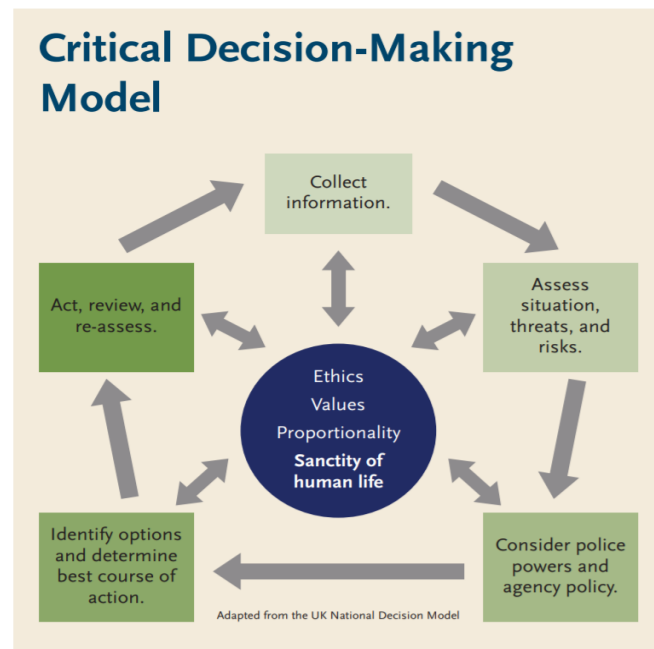 Critical Decision-Making
Model
Collect
information.
Assess
situation,
threats, and
risks.
Consider police
powers and
agency policy.
Identify options
and determine
best course of
action.
Act, review, and
re-assess.
Ethics
Values
Proportionality
Sanctity of
human life
Adapted from the UK National Decision Model